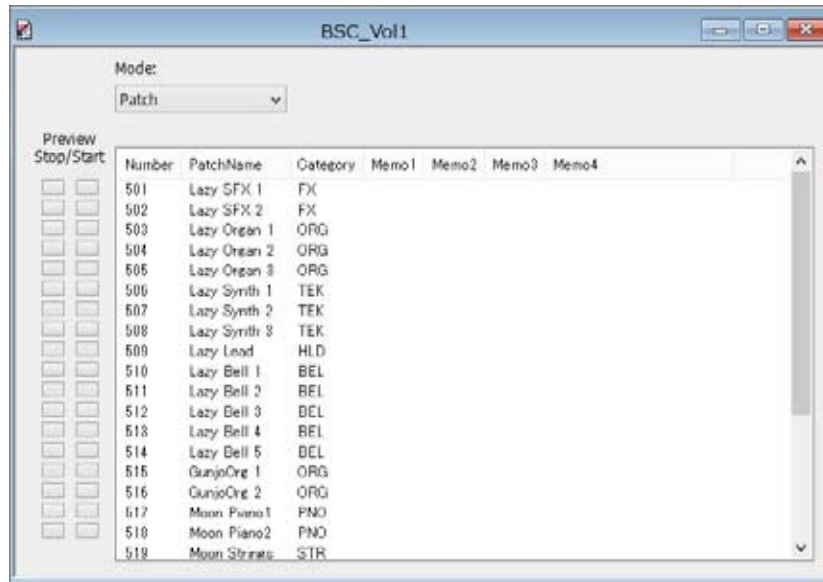 BSC_Vol1
Mode:
Patch
Preview
Stop/Start
Number PatchName Category Memo1 Memo2 Memo3 Memo4
501 Lazy SFX 1 FX
502 Lazy SFX 2 FX
503 Lazy Organ 1 ORG
504 Lazy Organ 2 ORG
505 Lazy Organ 3 ORG
506 Lazy Synth 1 TEK
507 Lazy Synth 2 TEK
508 Lazy Synth 3 TEK
509 Lazy Lead HLD
510 Lazy Bell 1 BEL
511 Lazy Bell 2 BEL
512 Lazy Bell 3 BEL
513 Lazy Bell 4 BEL
514 Lazy Bell 5 BEL
515 GunjoOrg 1 ORG
516 GunjoOrg 2 ORG
517 Moon Piano1 PNO
518 Moon Piano2 PNO
519 Moon Strings STR